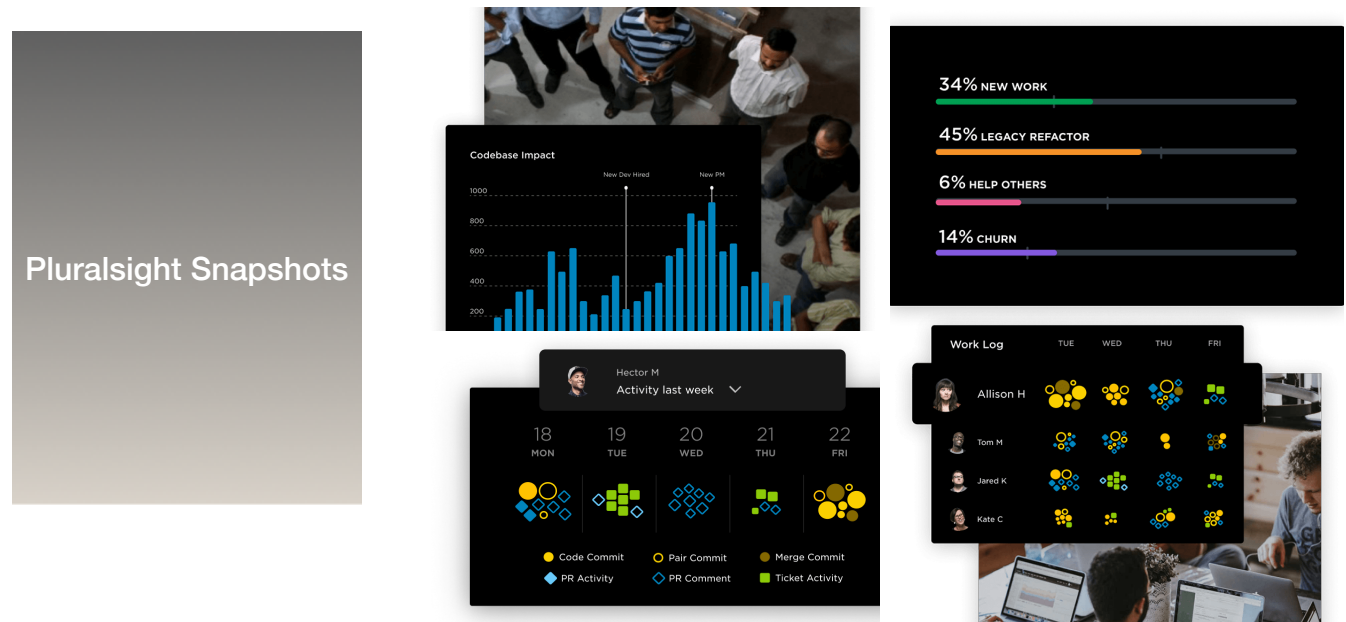 Pluralsight Snapshots
Codebase Impact
New Dev Hired
New PM
1000
800
600
400
200
34% NEW WORK
45% LEGACY REFACTOR
6% HELP OTHERS
14% CHURN
Hector M
Activity last week
18 19 20 21 22
MON TUE WED THU FRI
Code Commit Pair Commit Merge Commit
PR Activity PR Comment Ticket Activity
Work Log TUE WED THU FRI
Allison H
Tom M
Jared K
Kate C